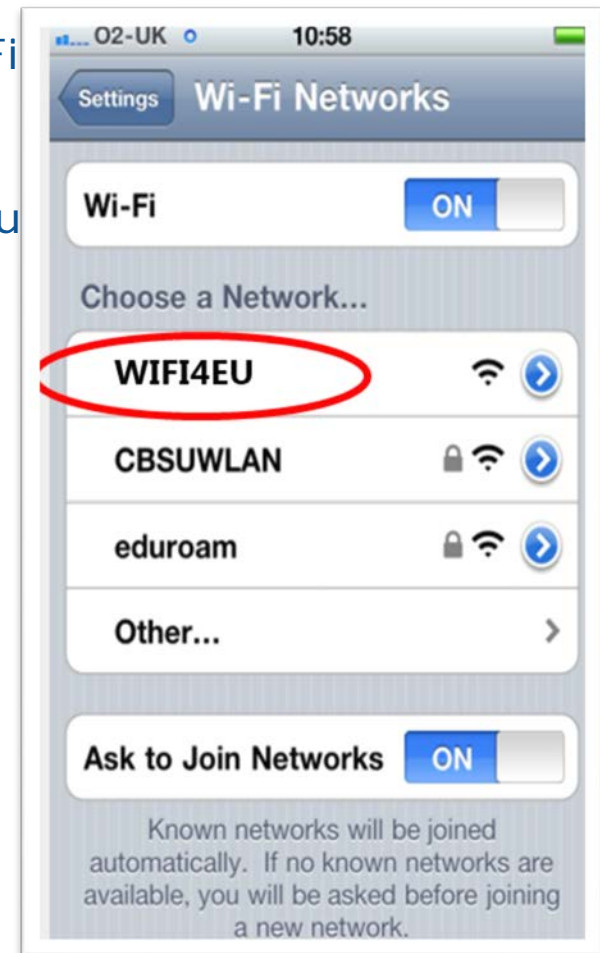 Fi
u
O2-UK 10:58
Settings Wi-Fi Networks
Wi-Fi ON
Choose a Network...
WIFI4EU
CBSUWLAN
eduroam
Other...
Ask to Join Networks ON
Known networks will be joined
automatically. If no known networks are
available, you will be asked before joining
a new network.